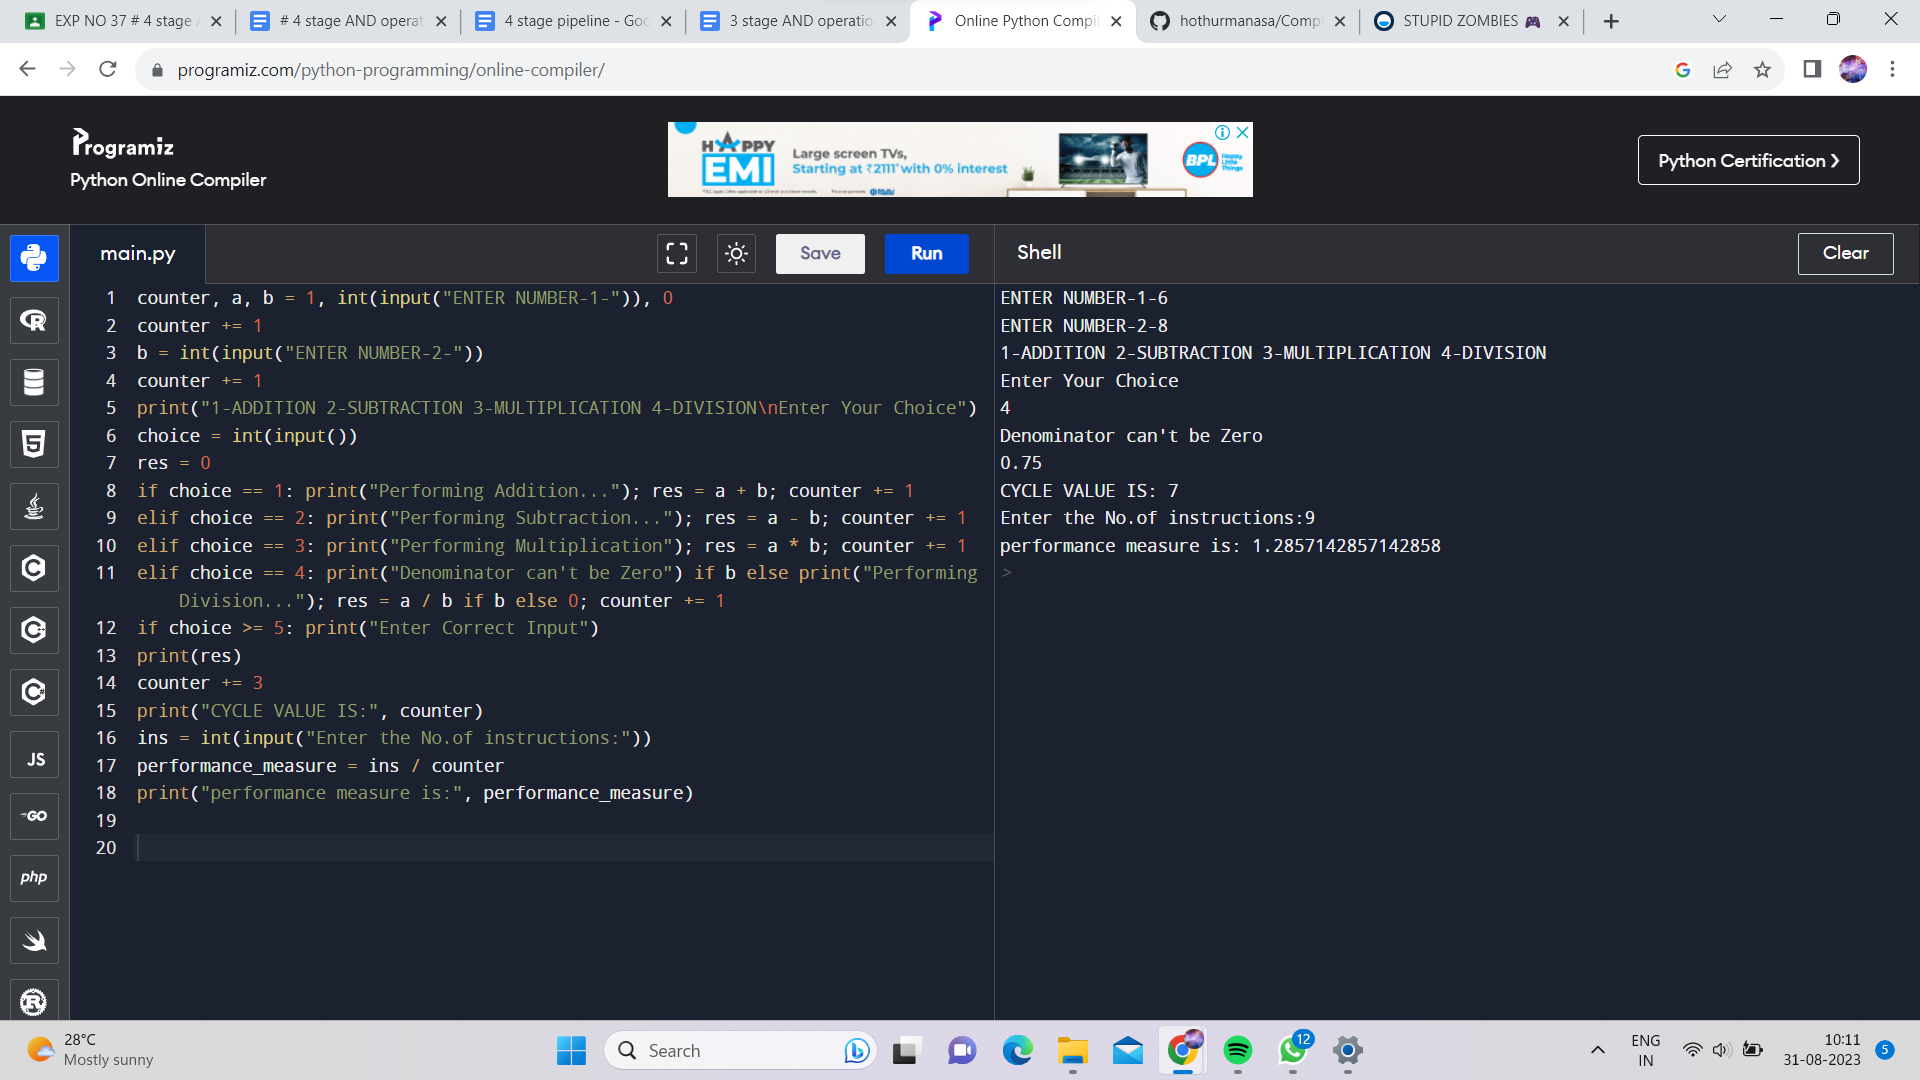 EXP NO 37 # 4 stage
# 4 stage AND operat
4 stage pipeline - Goo
3 stage AND operatio
Online Python Compil
hothurmanasa/Comp
STUPID ZOMBIES 🎮
programiz.com/python-programming/online-compiler/
Programiz
Python Online Compiler
HAPPY
EMI
Large screen TVs,
Starting at ₹2111* with 0% interest
BPL
Happy
Little
Things
Python Certification ❯
main.py
Save
Run
Shell
Clear
1 counter, a, b = 1, int(input("ENTER NUMBER-1-")), 0
2 counter += 1
3 b = int(input("ENTER NUMBER-2-"))
4 counter += 1
5 print("1-ADDITION 2-SUBTRACTION 3-MULTIPLICATION 4-DIVISION\nEnter Your Choice")
6 choice = int(input())
7 res = 0
8 if choice == 1: print("Performing Addition..."); res = a + b; counter += 1
9 elif choice == 2: print("Performing Subtraction..."); res = a - b; counter += 1
10 elif choice == 3: print("Performing Multiplication"); res = a * b; counter += 1
11 elif choice == 4: print("Denominator can't be Zero") if b else print("Performing
Division..."); res = a / b if b else 0; counter += 1
12 if choice >= 5: print("Enter Correct Input")
13 print(res)
14 counter += 3
15 print("CYCLE VALUE IS:", counter)
16 ins = int(input("Enter the No.of instructions:"))
17 performance_measure = ins / counter
18 print("performance measure is:", performance_measure)
19
20
ENTER NUMBER-1-6
ENTER NUMBER-2-8
1-ADDITION 2-SUBTRACTION 3-MULTIPLICATION 4-DIVISION
Enter Your Choice
4
Denominator can't be Zero
0.75
CYCLE VALUE IS: 7
Enter the No.of instructions:9
performance measure is: 1.2857142857142858
>
R
5
C
C
C
JS
GO
php
R
28°C
Mostly sunny
Search
12
ENG
IN
10:11
31-08-2023
5